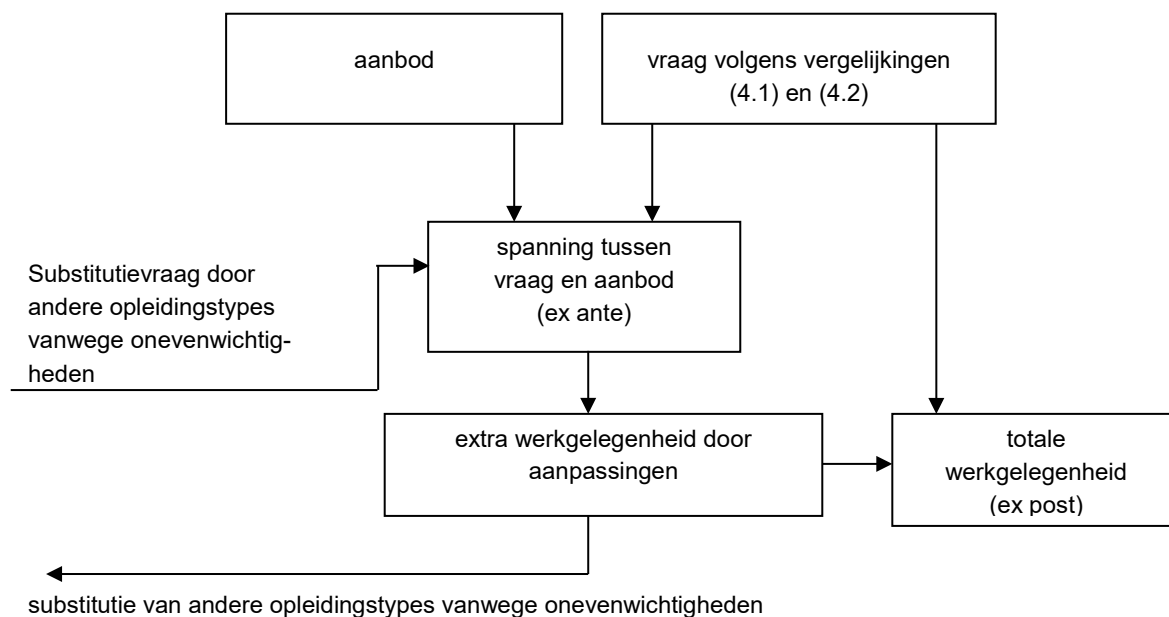 aanbod
vraag volgens vergelijkingen
(4.1) en (4.2)
spanning tussen
vraag en aanbod
(ex ante)
Substitutievraag door
andere opleidingstypes
vanwege onevenwichtig-
heden
extra werkgelegenheid door
aanpassingen
totale
werkgelegenheid
(ex post)
substitutie van andere opleidingstypes vanwege onevenwichtigheden